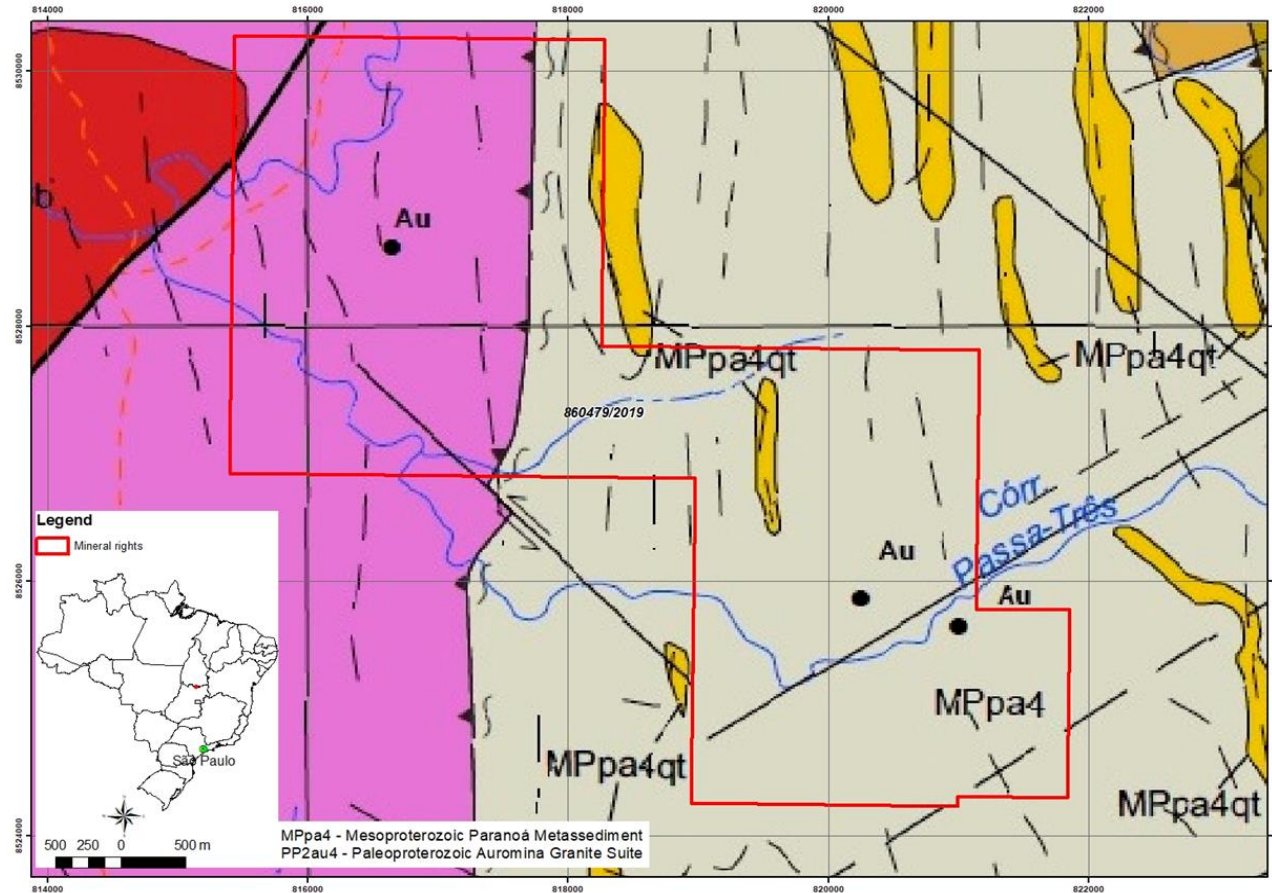 814000 816000 818000 820000 822000
8530000
b
Au
8528000
MPpa4qt MPpa4qt
860479/2019
Córr.
Passa-Três
Au
Au
8526000
MPpa4
MPpa4qt
MPpa4qt
8524000
Legend
Mineral rights
São Paulo
500 250 0 500 m
MPpa4 - Mesoproterozoic Paranoá Metassediment
PP2au4 - Paleoproterozoic Auromina Granite Suite
814000 816000 818000 820000 822000